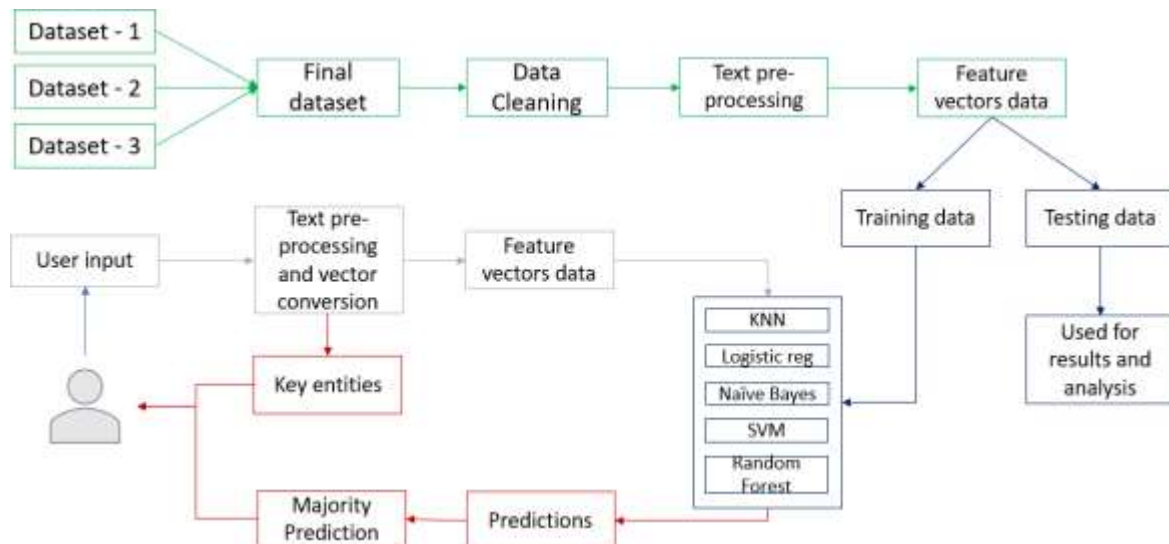 Dataset - 1
Dataset - 2
Dataset - 3
Final
dataset
Data
Cleaning
Text pre-
processing
Feature
vectors data
Training data
Testing data
Used for
results and
analysis
User input
Text pre-
processing
and vector
conversion
Feature
vectors data
KNN
Logistic reg
Naïve Bayes
SVM
Random
Forest
Key entities
Majority
Prediction
Predictions